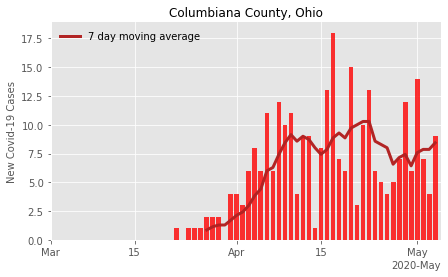 Columbiana County, Ohio
7 day moving average
New Covid-19 Cases
17.5
15.0
12.5
10.0
7.5
5.0
2.5
0.0
Mar
15
Apr
15
May
2020-May